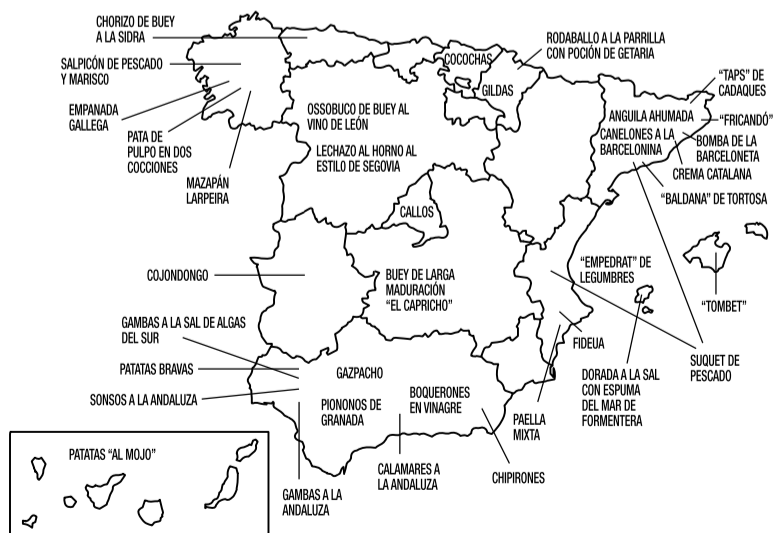 CHORIZO DE BUEY
A LA SIDRA
SALPICÓN DE PESCADO
Y MARISCO
EMPANADA
GALLEGA
PATA DE
PULPO EN DOS
COCCIONES
MAZAPÁN
LARPEIRA
COCOCHAS
GILDAS
RODABALLO A LA PARRILLA
CON POCIÓN DE GETARIA
OSSOBUCO DE BUEY AL
VINO DE LEÓN
LECHAZO AL HORNO AL
ESTILO DE SEGOVIA
"TAPS" DE
CADAQUES
ANGUILA AHUMADA
"FRICANDÓ"
CANELONES A LA
BARCELONINA
BOMBA DE LA
BARCELONETA
CREMA CATALANA
"BALDANA" DE TORTOSA
CALLOS
COJONDONGO
BUEY DE LARGA
MADURACIÓN
"EL CAPRICHO"
"EMPEDRAT" DE
LEGUMBRES
"TOMBET"
FIDEUA
SUQUET DE
PESCADO
DORADA A LA SAL
CON ESPUMA
DEL MAR DE
FORMENTERA
PAELLA
MIXTA
GAMBAS A LA SAL DE ALGAS
DEL SUR
PATATAS BRAVAS
SONSOS A LA ANDALUZA
GAZPACHO
PIONONOS DE
GRANADA
BOQUERONES
EN VINAGRE
CHIPIRONES
CALAMARES A
LA ANDALUZA
GAMBAS A LA
ANDALUZA
PATATAS "AL MOJO"